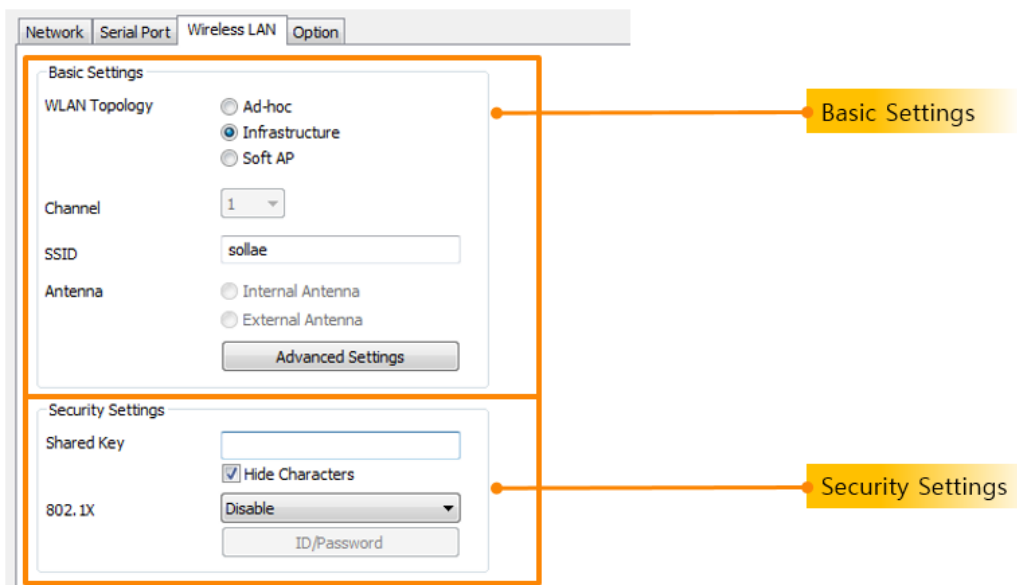 Network Serial Port Wireless LAN Option
Basic Settings
WLAN Topology
Ad-hoc
Infrastructure
Soft AP
Channel
1
SSID
sollae
Antenna
Internal Antenna
External Antenna
Advanced Settings
Basic Settings
Security Settings
Shared Key
Hide Characters
802.1X
Disable
ID/Password
Security Settings